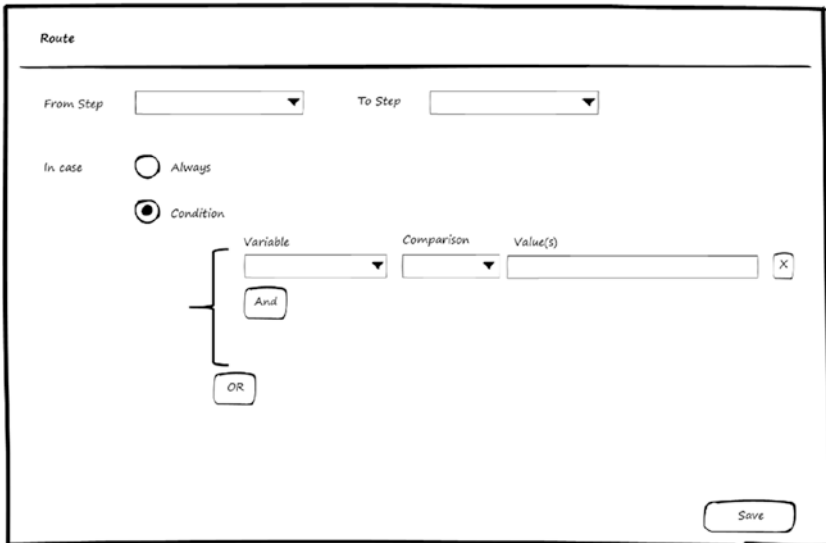 Route
From Step To Step
In case Always
Condition
Variable Comparison Value(s)
X
And
OR
Save